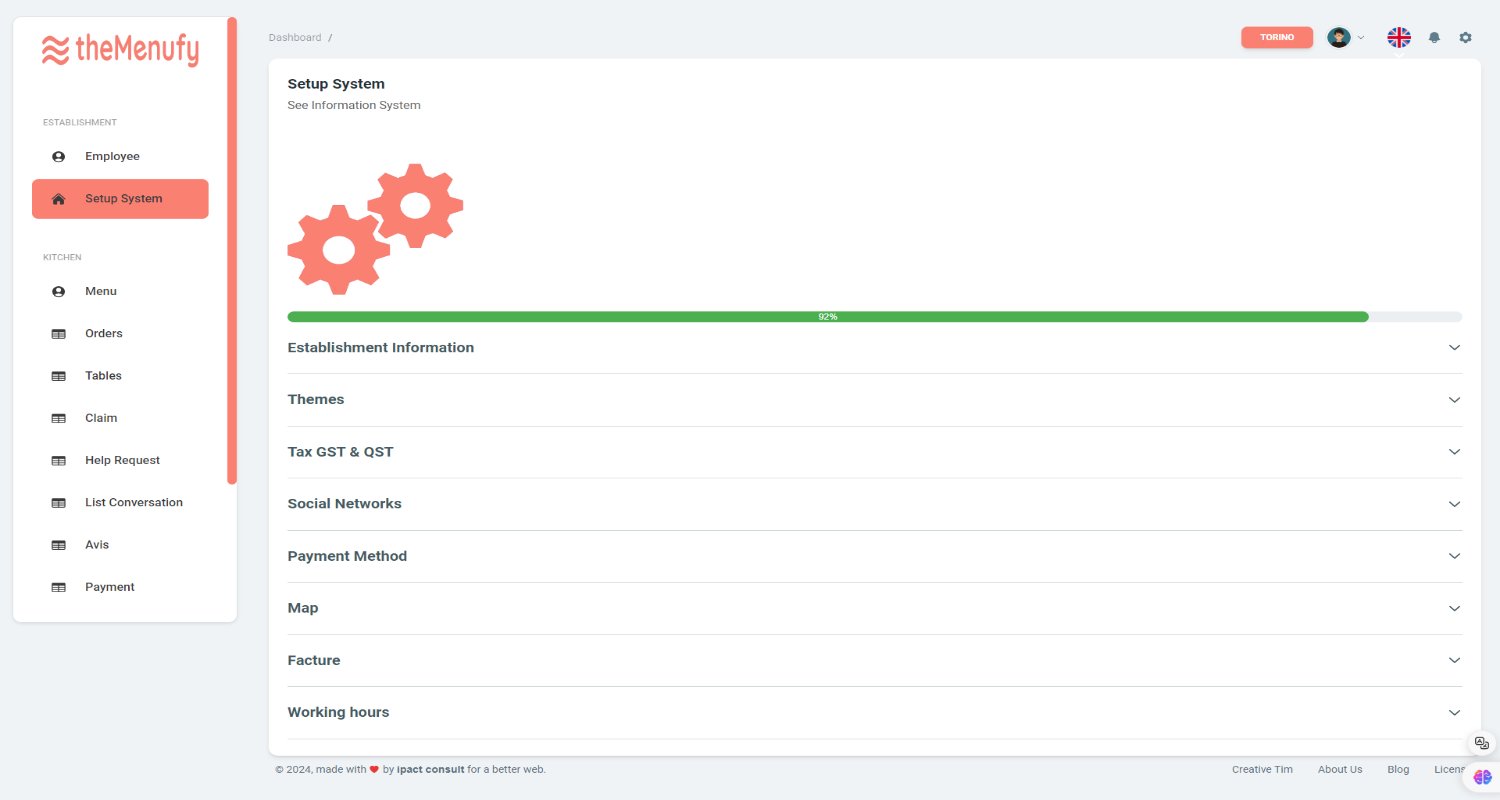 theMenufy
ESTABLISHMENT
Employee
Setup System
KITCHEN
Menu
Orders
Tables
Claim
Help Request
List Conversation
Avis
Payment
Dashboard /
TORINO
Setup System
See Information System
92%
Establishment Information
Themes
Tax GST & QST
Social Networks
Payment Method
Map
Facture
Working hours
© 2024, made with ❤ by ipact consult for a better web.
Creative Tim About Us Blog Licens